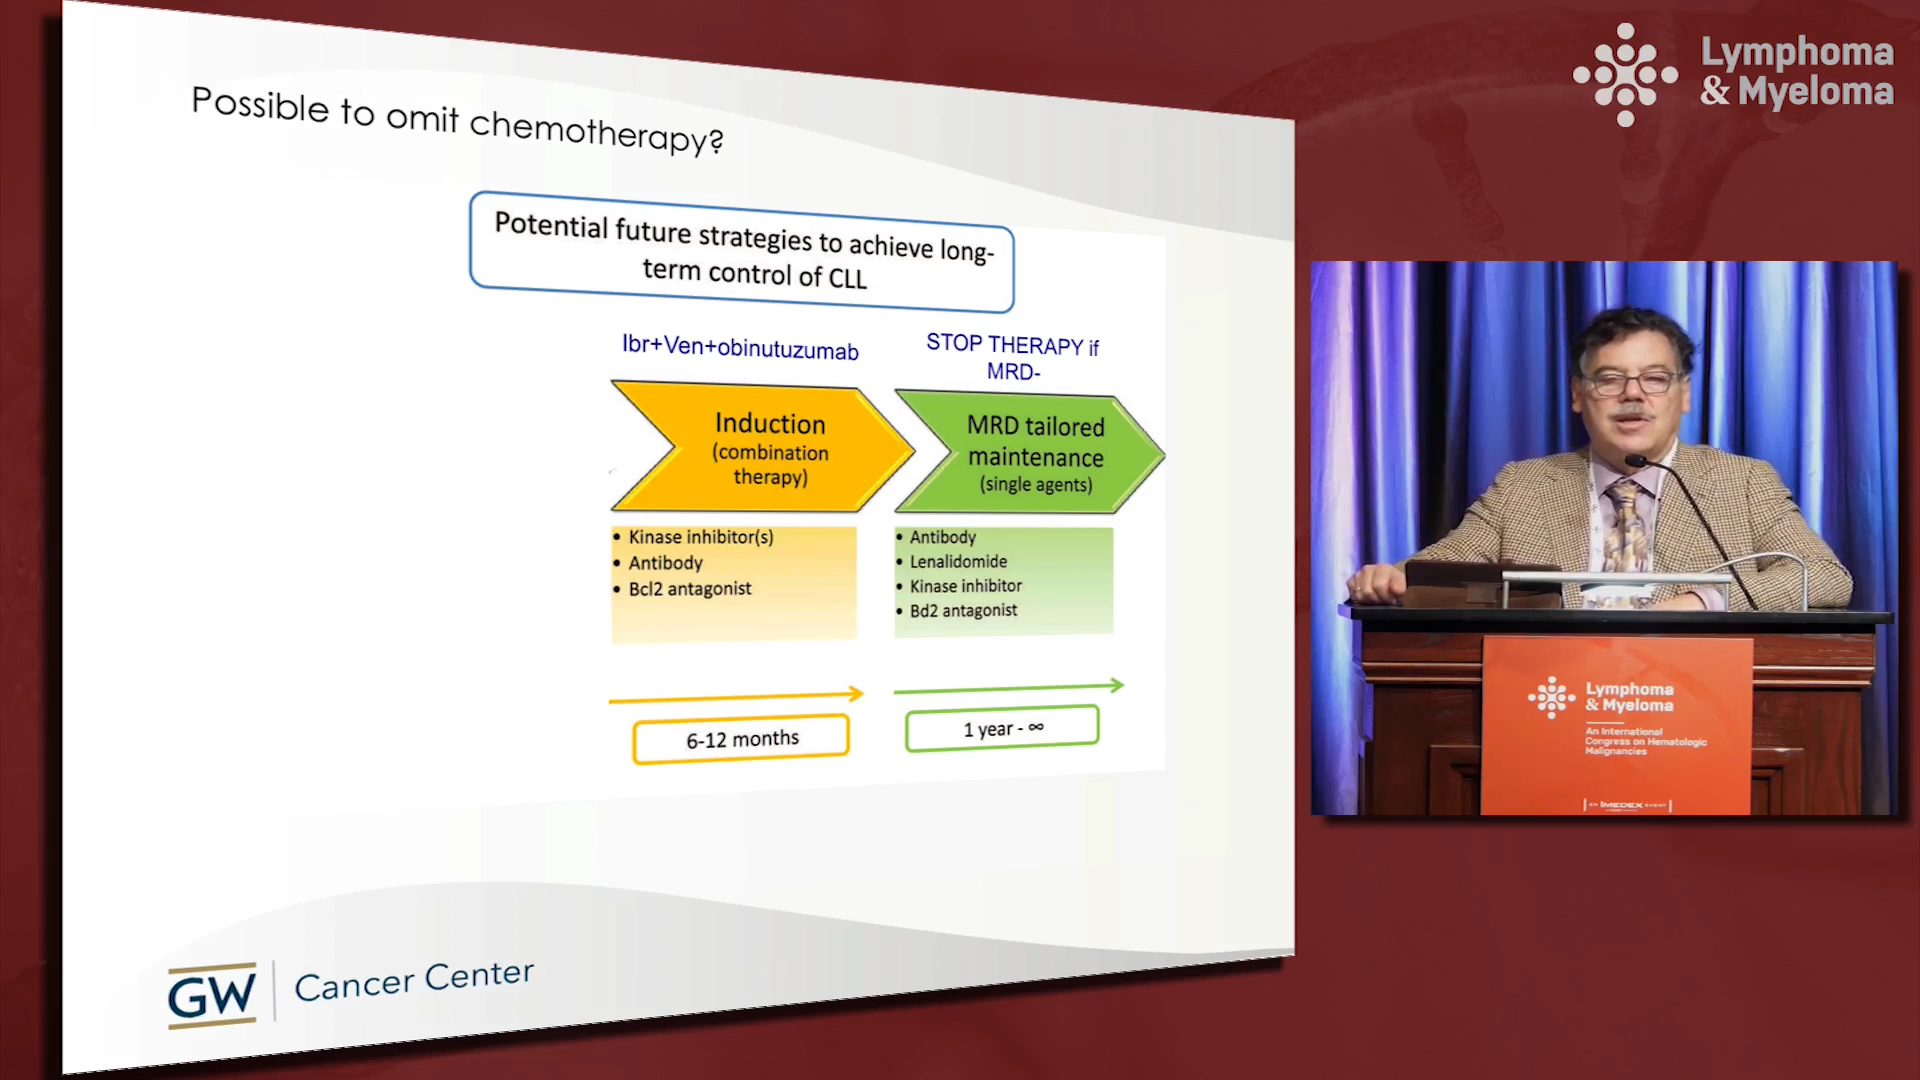 Possible to omit chemotherapy?
Potential future strategies to achieve long-
term control of CLL
Ibr+Ven+obinutuzumab
STOP THERAPY if
MRD-
Induction
(combination
therapy)
MRD tailored
maintenance
(single agents)
• Kinase inhibitor(s)
• Antibody
• Bcl2 antagonist
• Antibody
• Lenalidomide
• Kinase inhibitor
• Bd2 antagonist
6-12 months
1 year - ∞
GW
Cancer Center
Lymphoma
& Myeloma
Lymphoma
& Myeloma
An International
Congress on Hematologic
Malignancies
AN IMEDEX EVENT